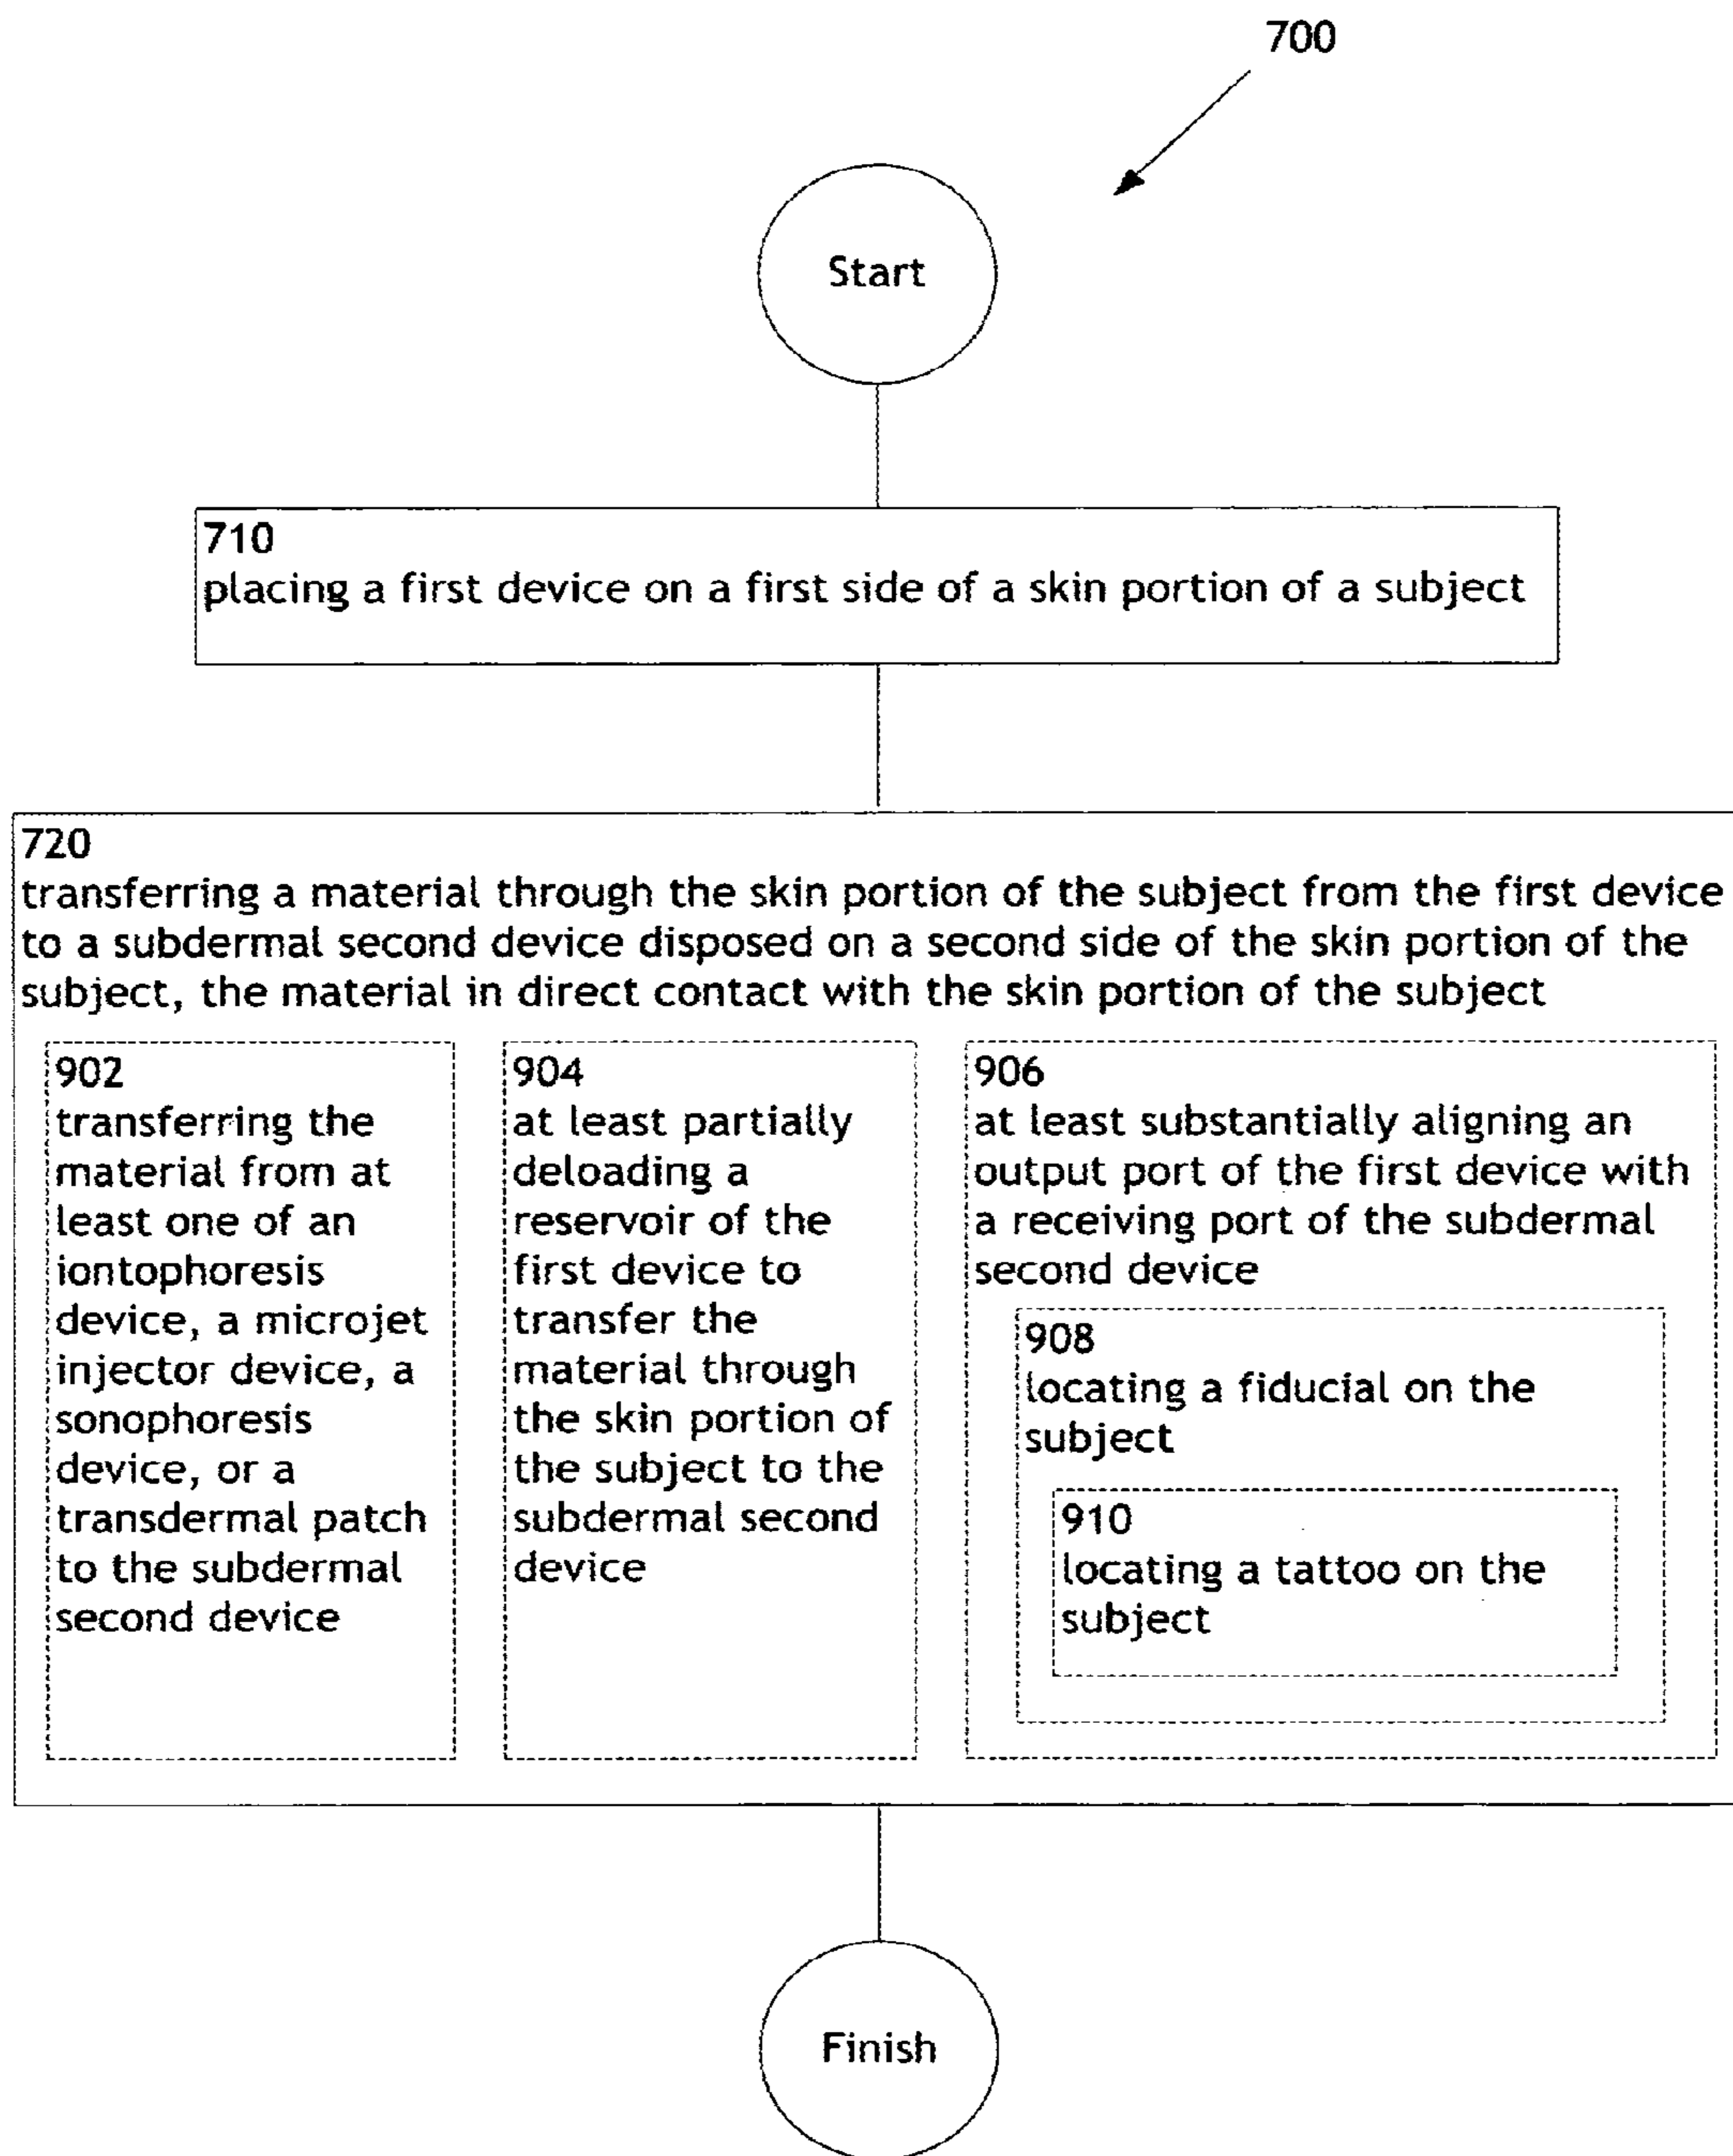 700
Start
710
placing a first device on a first side of a skin portion of a subject
720
transferring a material through the skin portion of the subject from the first device
to a subdermal second device disposed on a second side of the skin portion of the
subject, the material in direct contact with the skin portion of the subject
902
transferring the
material from at
least one of an
iontophoresis
device, a microjet
injector device, a
sonophoresis
device, or a
transdermal patch
to the subdermal
second device
904
at least partially
deloading a
reservoir of the
first device to
transfer the
material through
the skin portion of
the subject to the
subdermal second
device
906
at least substantially aligning an
output port of the first device with
a receiving port of the subdermal
second device
908
locating a fiducial on the
subject
910
locating a tattoo on the
subject
Finish